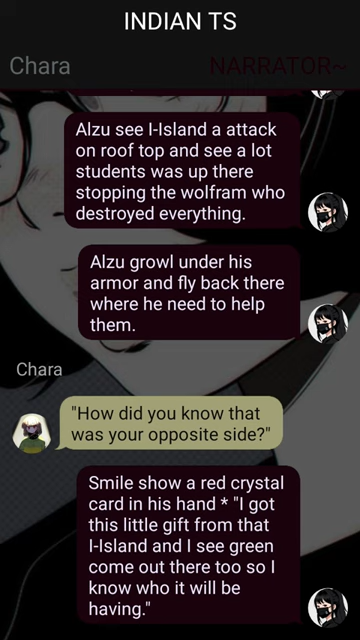 INDIAN TS
Chara
NARRATOR~
Alzu see I-Island a attack
on roof top and see a lot
students was up there
stopping the wolfram who
destroyed everything.
Alzu growl under his
armor and fly back there
where he need to help
them.
Chara
"How did you know that
was your opposite side?"
Smile show a red crystal
card in his hand * "I got
this little gift from that
I-Island and I see green
come out there too so I
know who it will be
having."